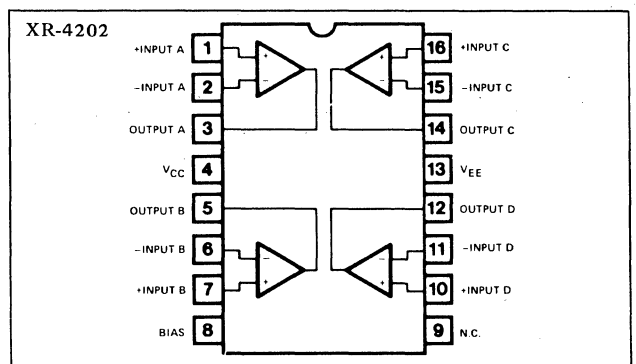 XR-4202
+INPUT A 1 16 +INPUT C
-INPUT A 2 15 -INPUT C
OUTPUT A 3 14 OUTPUT C
VCC 4 13 VEE
OUTPUT B 5 12 OUTPUT D
-INPUT B 6 11 -INPUT D
+INPUT B 7 10 +INPUT D
BIAS 8 9 N.C.